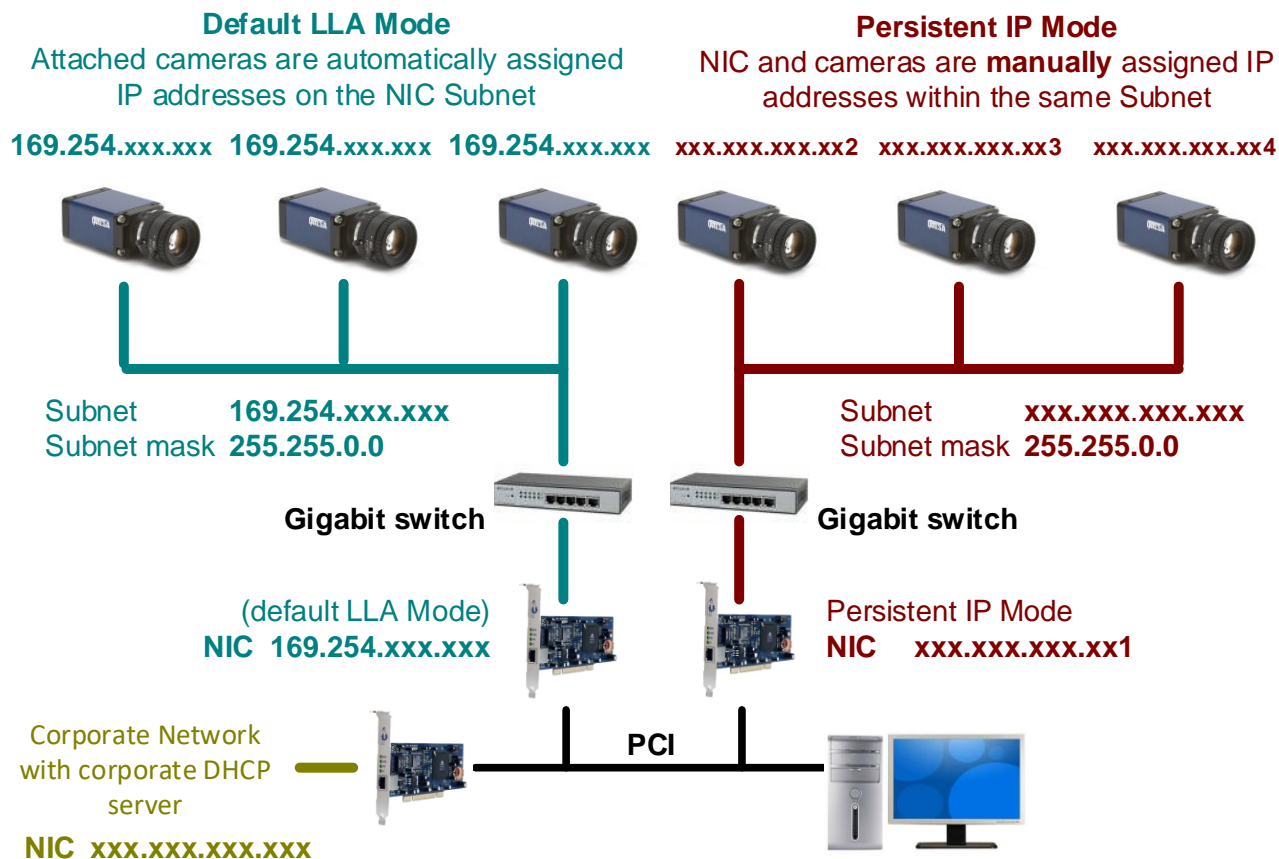 Default LLA Mode
Attached cameras are automatically assigned
IP addresses on the NIC Subnet
Persistent IP Mode
NIC and cameras are manually assigned IP
addresses within the same Subnet
169.254.xxx.xxx 169.254.xxx.xxx 169.254.xxx.xxx xxx.xxx.xxx.xx2 xxx.xxx.xxx.xx3 xxx.xxx.xxx.xx4
Subnet 169.254.xxx.xxx
Subnet mask 255.255.0.0
Subnet xxx.xxx.xxx.xxx
Subnet mask 255.255.0.0
Gigabit switch
Gigabit switch
(default LLA Mode)
NIC 169.254.xxx.xxx
Persistent IP Mode
NIC xxx.xxx.xxx.xx1
PCI
Corporate Network
with corporate DHCP
server
NIC xxx.xxx.xxx.xxx